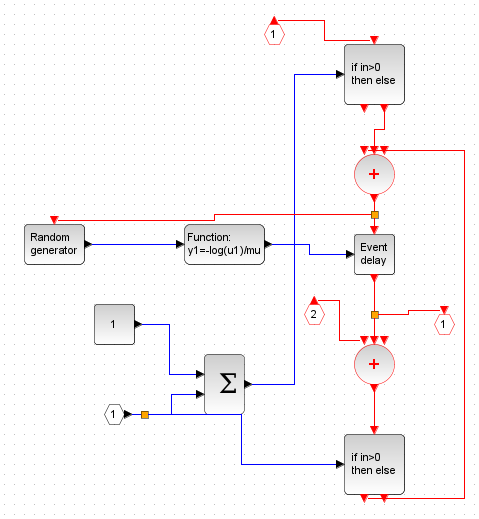 1
if in>0
then else
+
Random
generator
Function:
y1=-log(u1)/mu
Event
delay
1
2
1
Σ
+
1
if in>0
then else